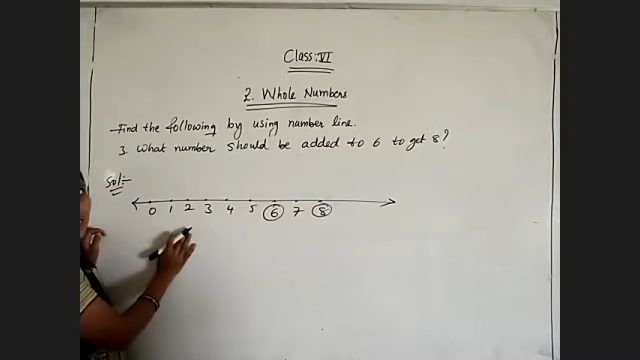 Class: VI
2. Whole Numbers
Find the following by using number line.
3. What number should be added to 6 to get 8?
Sol:-
0 1 2 3 4 5 6 7 8